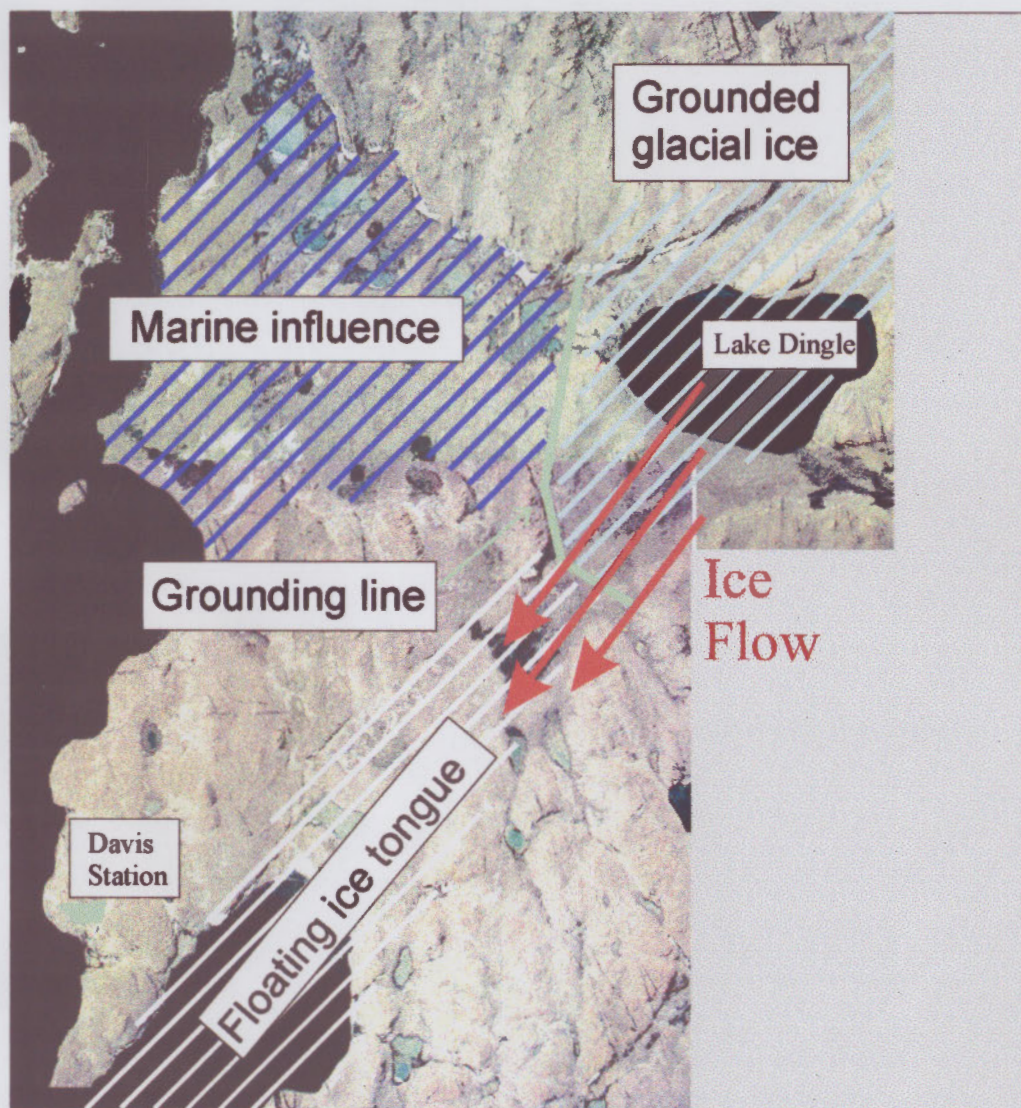 Grounded
glacial ice
Marine influence
Lake Dingle
Grounding line
Ice
Flow
Floating ice tongue
Davis
Station